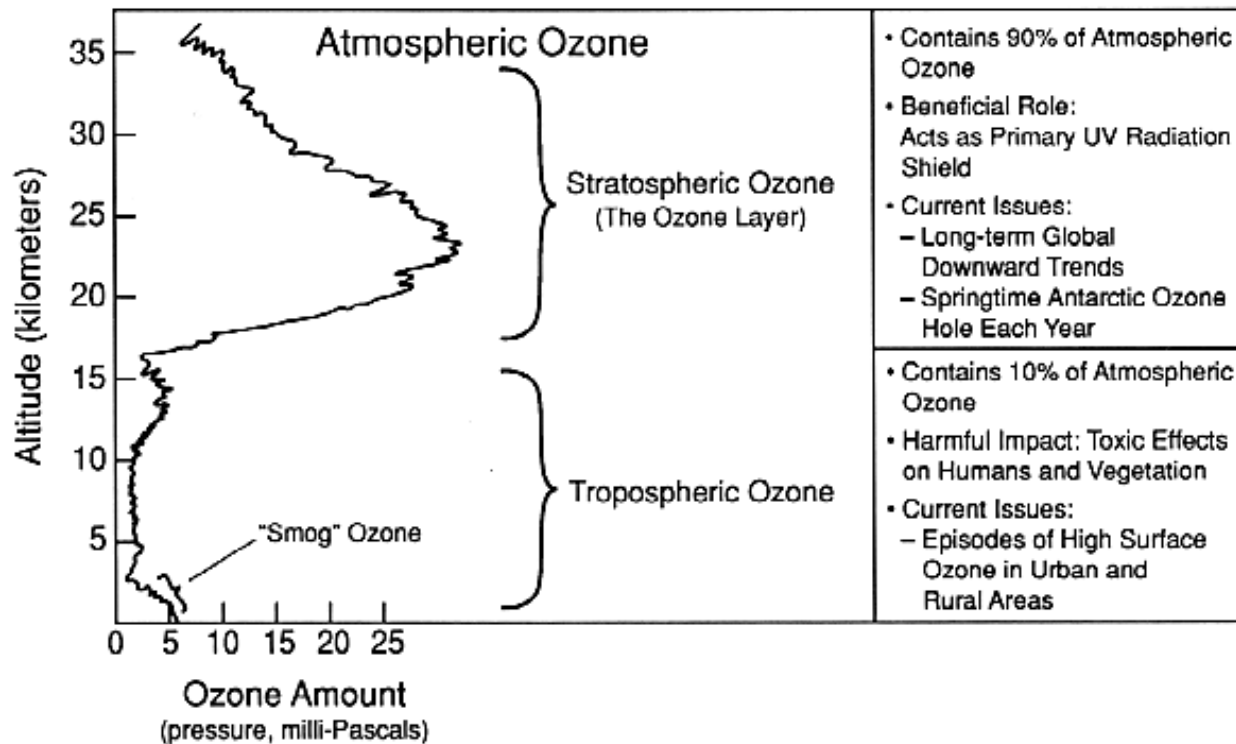 Atmospheric Ozone
35
30
25
20
15
10
5
Altitude (kilometers)
Stratospheric Ozone
(The Ozone Layer)
Tropospheric Ozone
"Smog" Ozone
0 5 10 15 20 25
Ozone Amount
(pressure, milli-Pascals)
• Contains 90% of Atmospheric
Ozone
• Beneficial Role:
Acts as Primary UV Radiation
Shield
• Current Issues:
– Long-term Global
Downward Trends
– Springtime Antarctic Ozone
Hole Each Year
• Contains 10% of Atmospheric
Ozone
• Harmful Impact: Toxic Effects
on Humans and Vegetation
• Current Issues:
– Episodes of High Surface
Ozone in Urban and
Rural Areas